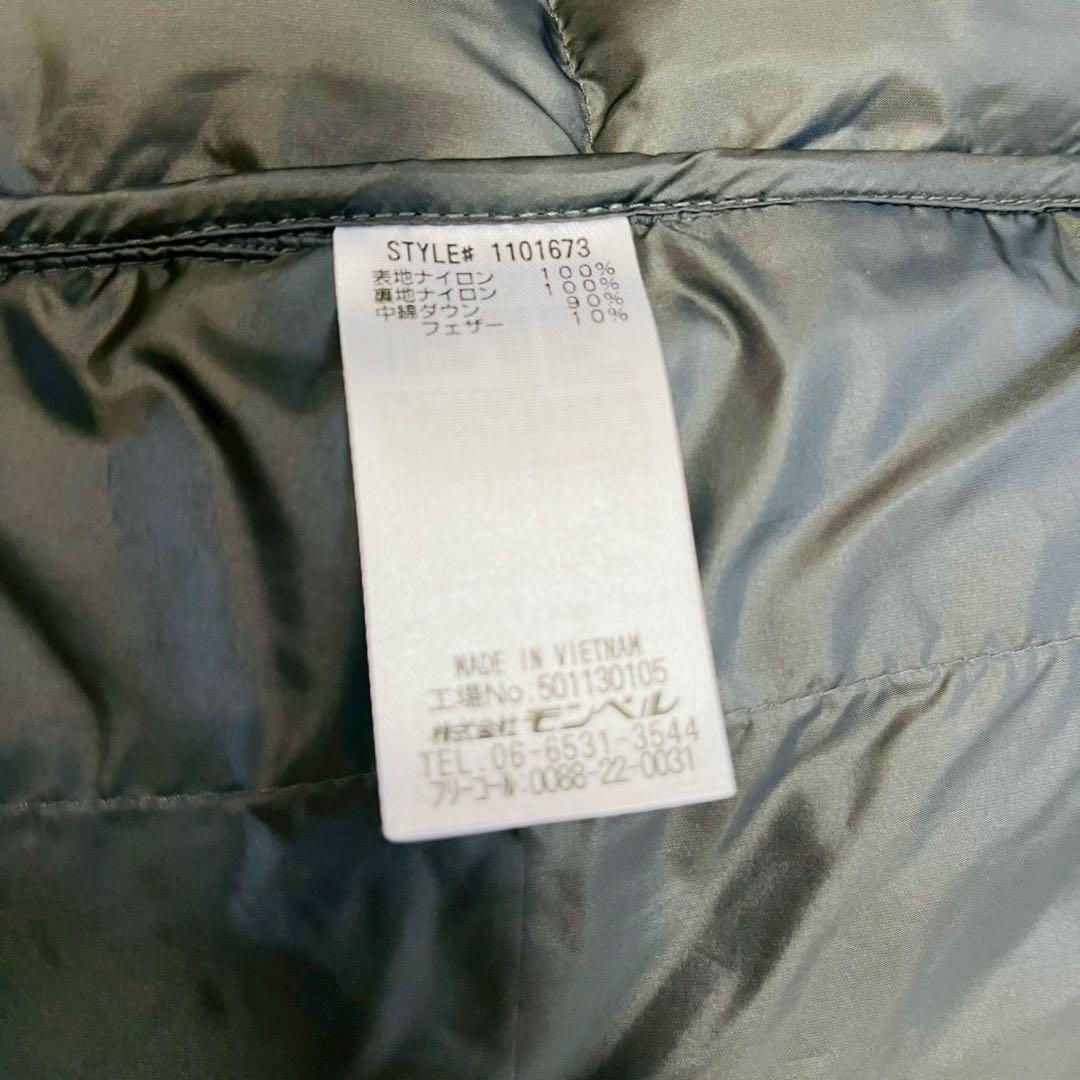 STYLE# 1101673
表地ナイロン 100%
裏地ナイロン 100%
中綿ダウン 90%
フェザー 10%
MADE IN VIETNAM
工場No.501130105
株式会社 モンベル
TEL 06-6531-3544
フリーコール:0088-22-0031